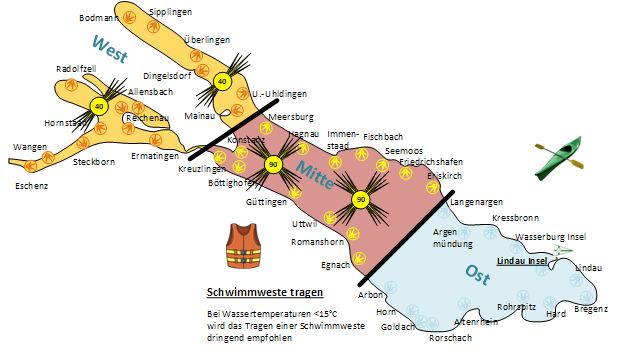 Sipplingen
Bodmann
Überlingen
West
Radolfzell
Dingelsdorf
40
Allensbach
U.-Uhldingen
40
Mainau
Meersburg
Hornstaad
Reichenau
Hagnau
Immen-
staad
Fischbach
Konstanz
Wangen
Ermatingen
Seemoos
Steckborn
Kreuzlingen
90
Mitte
Friedrichshafen
Eschenz
Böttighofen
Eriskirch
Güttingen
90
Langenargen
Kressbronn
Uttwil
Argen
mündung
Wasserburg Insel
Romanshorn
Lindau Insel
Egnach
Ost
Lindau
Schwimmweste tragen
Arbon
Rohrspitz
Bregenz
Horn
Hard
Bei Wassertemperaturen <15°C
Altenrhein
wird das Tragen einer Schwimmweste
Goldach
dringend empfohlen
Rorschach